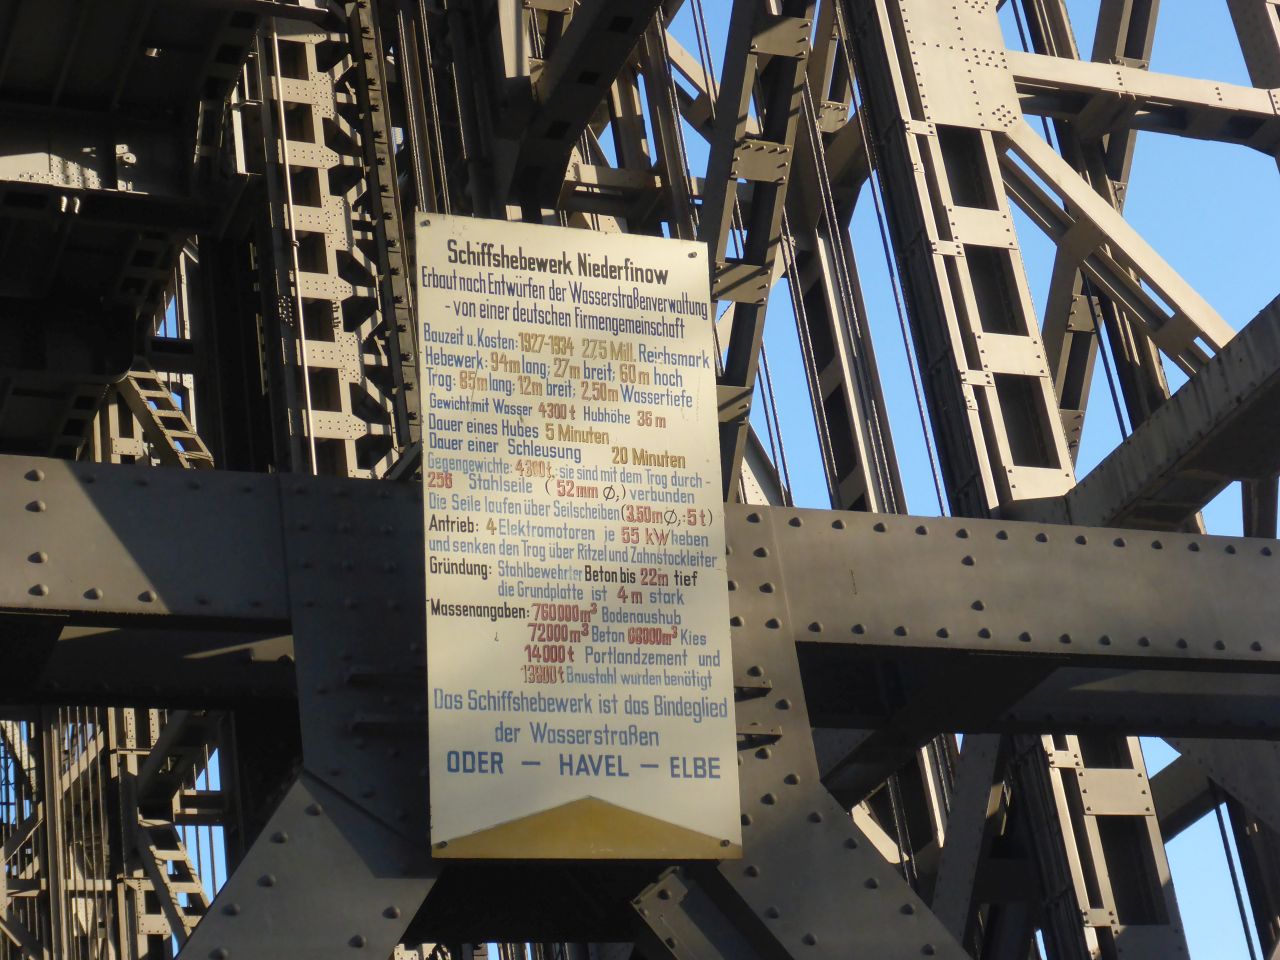 Schiffshebewerk Niederfinow
Erbaut nach Entwürfen der Wasserstraßenverwaltung
- von einer deutschen Firmengemeinschaft
Bauzeit u. Kosten: 1927-1934 27,5 Mill. Reichsmark
Hebewerk: 94m lang; 27m breit; 60m hoch
Trog: 85m lang; 12m breit, 2,50m Wassertiefe
Gewicht mit Wasser 4300t Hubhöhe: 36m
Dauer eines Hubes 5 Minuten
Dauer einer Schleusung 20 Minuten
Gegengewichte: 4300t: sie sind mit dem Trog durch-
256 Stahlseile (52mm ∅;) verbunden
Die Seile laufen über Seilscheiben (3,50m ∅; 5t)
Antrieb: 4 Elektromotoren je 55 kW
und senken den Trog über Ritzel und Zahnstockleiter
Gründung: Stahlbewehrter Beton bis 22m tief
die Grundplatte ist 4m stark
Massenangaben: 760000m³ Bodenaushub
72000m³ Beton 68000m³ Kies
14000t Portlandzement und
13800t Baustahl wurden benötigt
Das Schiffshebewerk ist das Bindeglied
der Wasserstraßen
ODER – HAVEL – ELBE